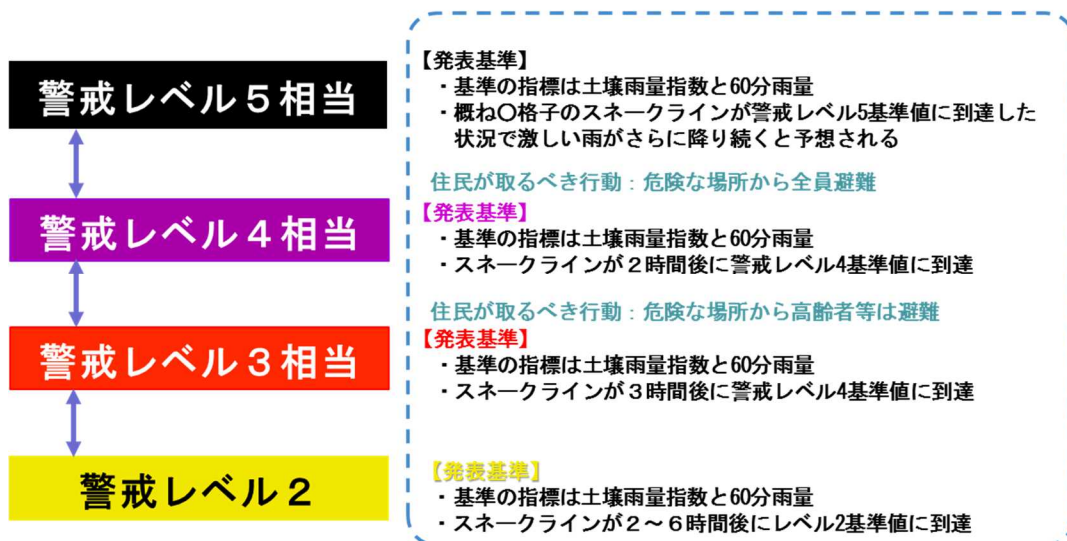 警戒レベル５相当
【発表基準】
・基準の指標は土壌雨量指数と60分雨量
・概ね〇格子のスネークラインが警戒レベル5基準値に到達した
状況で激しい雨がさらに降り続くと予想される
住民が取るべき行動：危険な場所から全員避難
警戒レベル４相当
【発表基準】
・基準の指標は土壌雨量指数と60分雨量
・スネークラインが２時間後に警戒レベル4基準値に到達
住民が取るべき行動：危険な場所から高齢者等は避難
警戒レベル３相当
【発表基準】
・基準の指標は土壌雨量指数と60分雨量
・スネークラインが３時間後に警戒レベル4基準値に到達
警戒レベル２
【発表基準】
・基準の指標は土壌雨量指数と60分雨量
・スネークラインが２～６時間後にレベル2基準値に到達